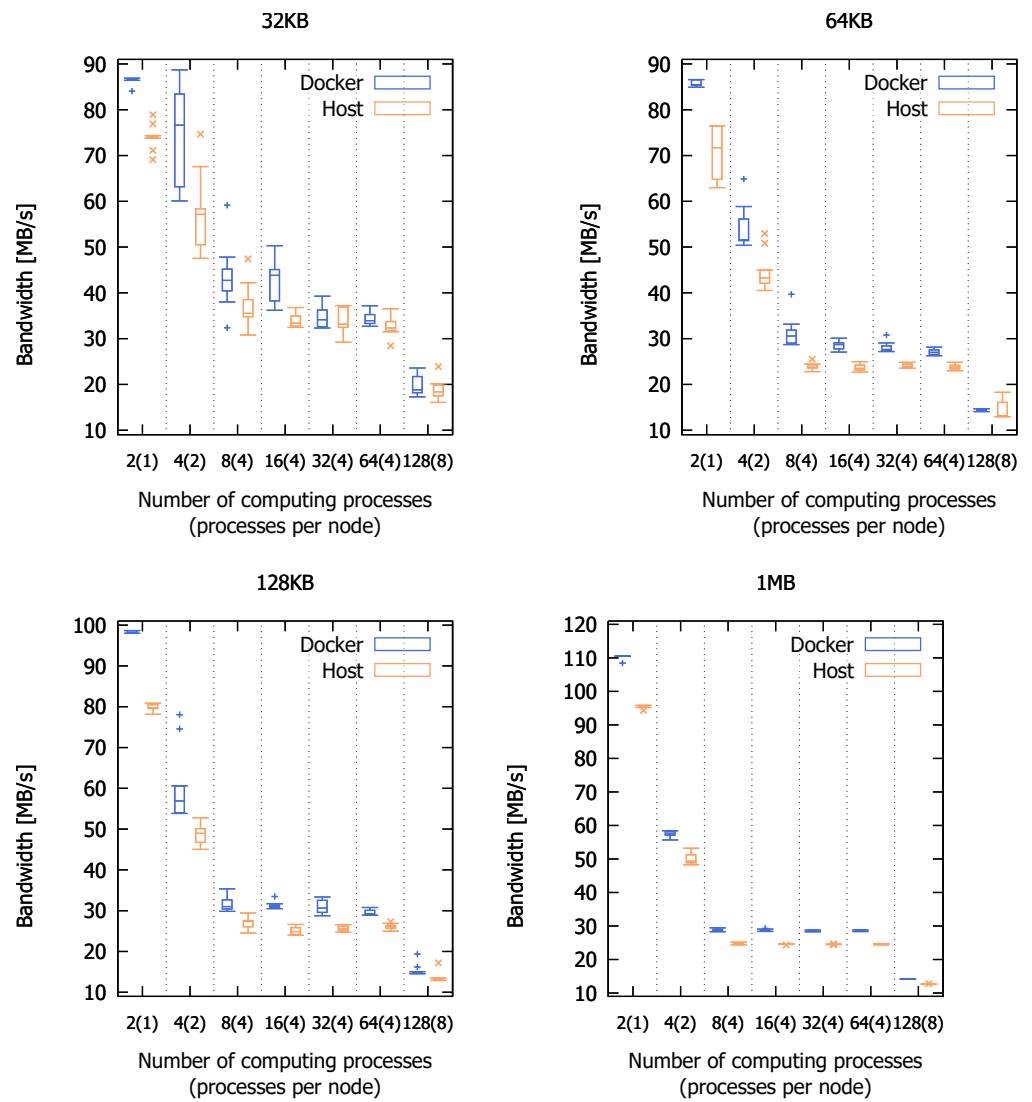 32KB
90
80
70
60
50
40
30
20
10
Bandwidth [MB/s]
Docker
Host
2(1) 4(2) 8(4) 16(4) 32(4) 64(4) 128(8)
Number of computing processes
(processes per node)
64KB
90
80
70
60
50
40
30
20
10
Bandwidth [MB/s]
Docker
Host
2(1) 4(2) 8(4) 16(4) 32(4) 64(4) 128(8)
Number of computing processes
(processes per node)
128KB
100
90
80
70
60
50
40
30
20
10
Bandwidth [MB/s]
Docker
Host
2(1) 4(2) 8(4) 16(4) 32(4) 64(4) 128(8)
Number of computing processes
(processes per node)
1MB
120
110
100
90
80
70
60
50
40
30
20
10
Bandwidth [MB/s]
Docker
Host
2(1) 4(2) 8(4) 16(4) 32(4) 64(4) 128(8)
Number of computing processes
(processes per node)